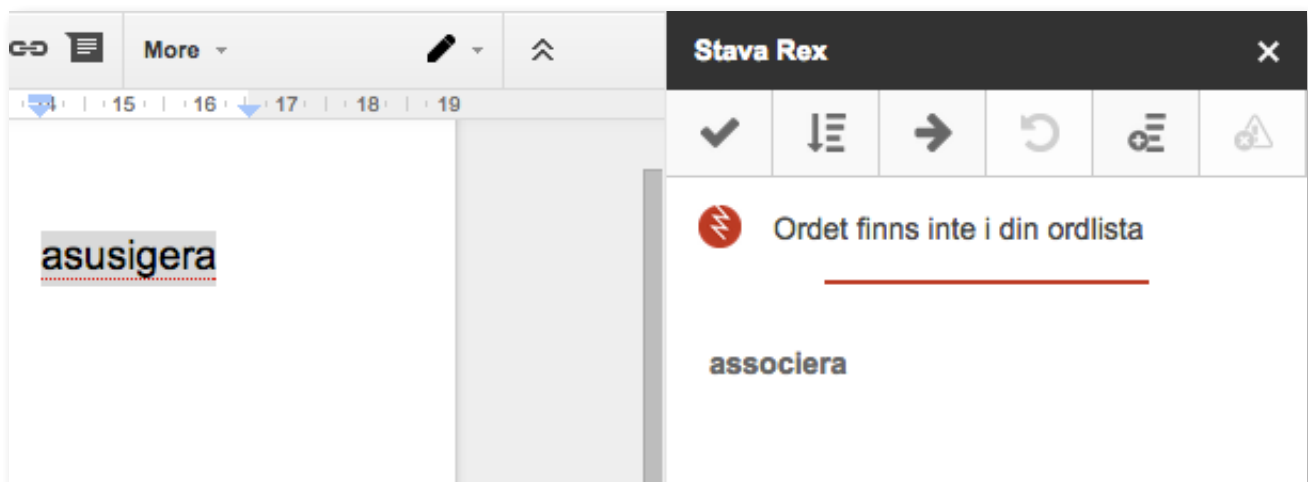 More
Stava Rex
15 16 17 18 19
asusigera
Ordet finns inte i din ordlista
associera